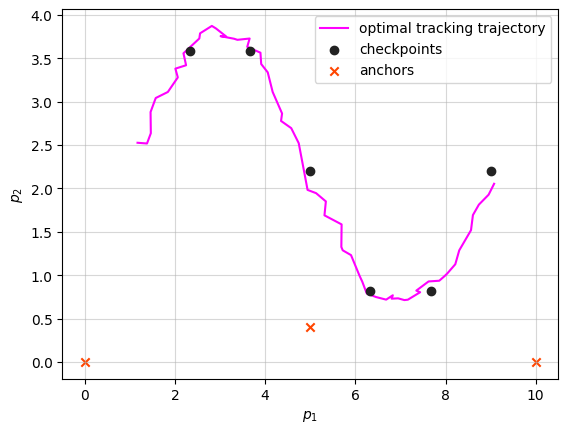 optimal tracking trajectory
checkpoints
anchors
4.0
3.5
3.0
2.5
2.0
1.5
1.0
0.5
0.0
p₂
0 2 4 6 8 10
p₁